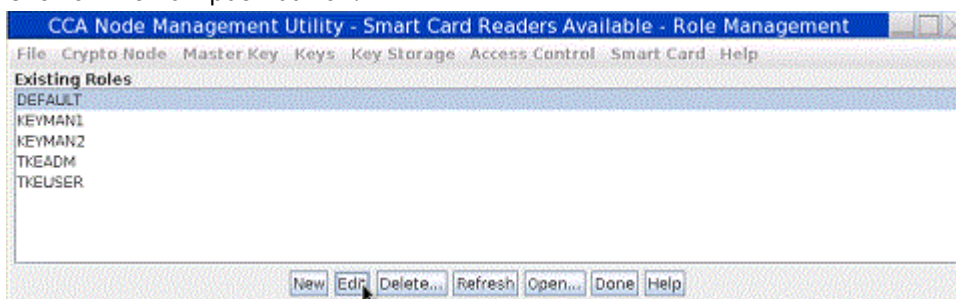 CCA Node Management Utility - Smart Card Readers Available - Role Management
File Crypto Node Master Key Keys Key Storage Access Control Smart Card Help
Existing Roles
DEFAULT
KEYMAN1
KEYMAN2
TKEADM
TKEUSER
New Edit Delete... Refresh Open... Done Help